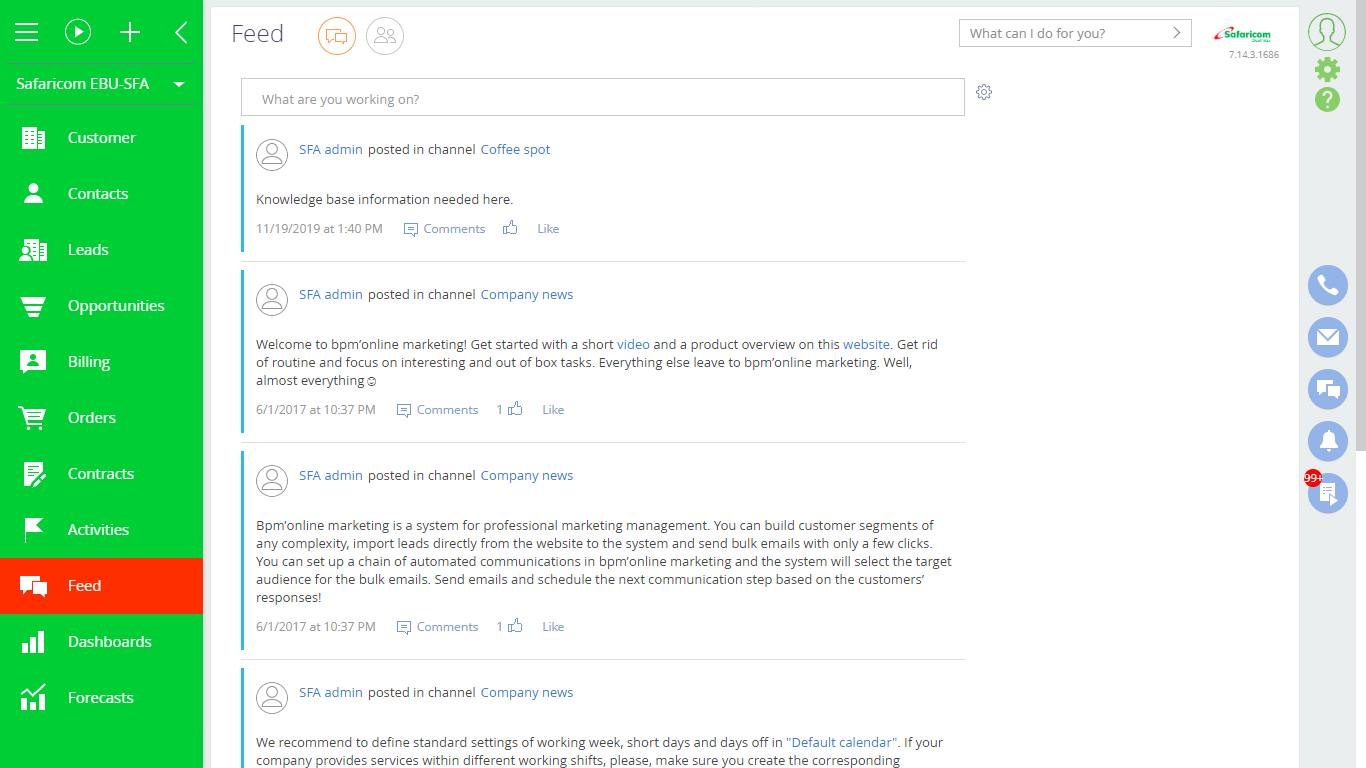 Feed
What can I do for you?
Safaricom
7.14.3.1686
Safaricom EBU-SFA
Customer
Contacts
Leads
Opportunities
Billing
Orders
Contracts
Activities
Feed
Dashboards
Forecasts
What are you working on?
SFA admin posted in channel Coffee spot
Knowledge base information needed here.
11/19/2019 at 1:40 PM Comments Like
SFA admin posted in channel Company news
Welcome to bpm’online marketing! Get started with a short video and a product overview on this website. Get rid
of routine and focus on interesting and out of box tasks. Everything else leave to bpm’online marketing. Well,
almost everything☺
6/1/2017 at 10:37 PM Comments 1 Like
SFA admin posted in channel Company news
Bpm’online marketing is a system for professional marketing management. You can build customer segments of
any complexity, import leads directly from the website to the system and send bulk emails with only a few clicks.
You can set up a chain of automated communications in bpm’online marketing and the system will select the target
audience for the bulk emails. Send emails and schedule the next communication step based on the customers’
responses!
6/1/2017 at 10:37 PM Comments 1 Like
SFA admin posted in channel Company news
We recommend to define standard settings of working week, short days and days off in "Default calendar". If your
company provides services within different working shifts, please, make sure you create the corresponding
?
99+